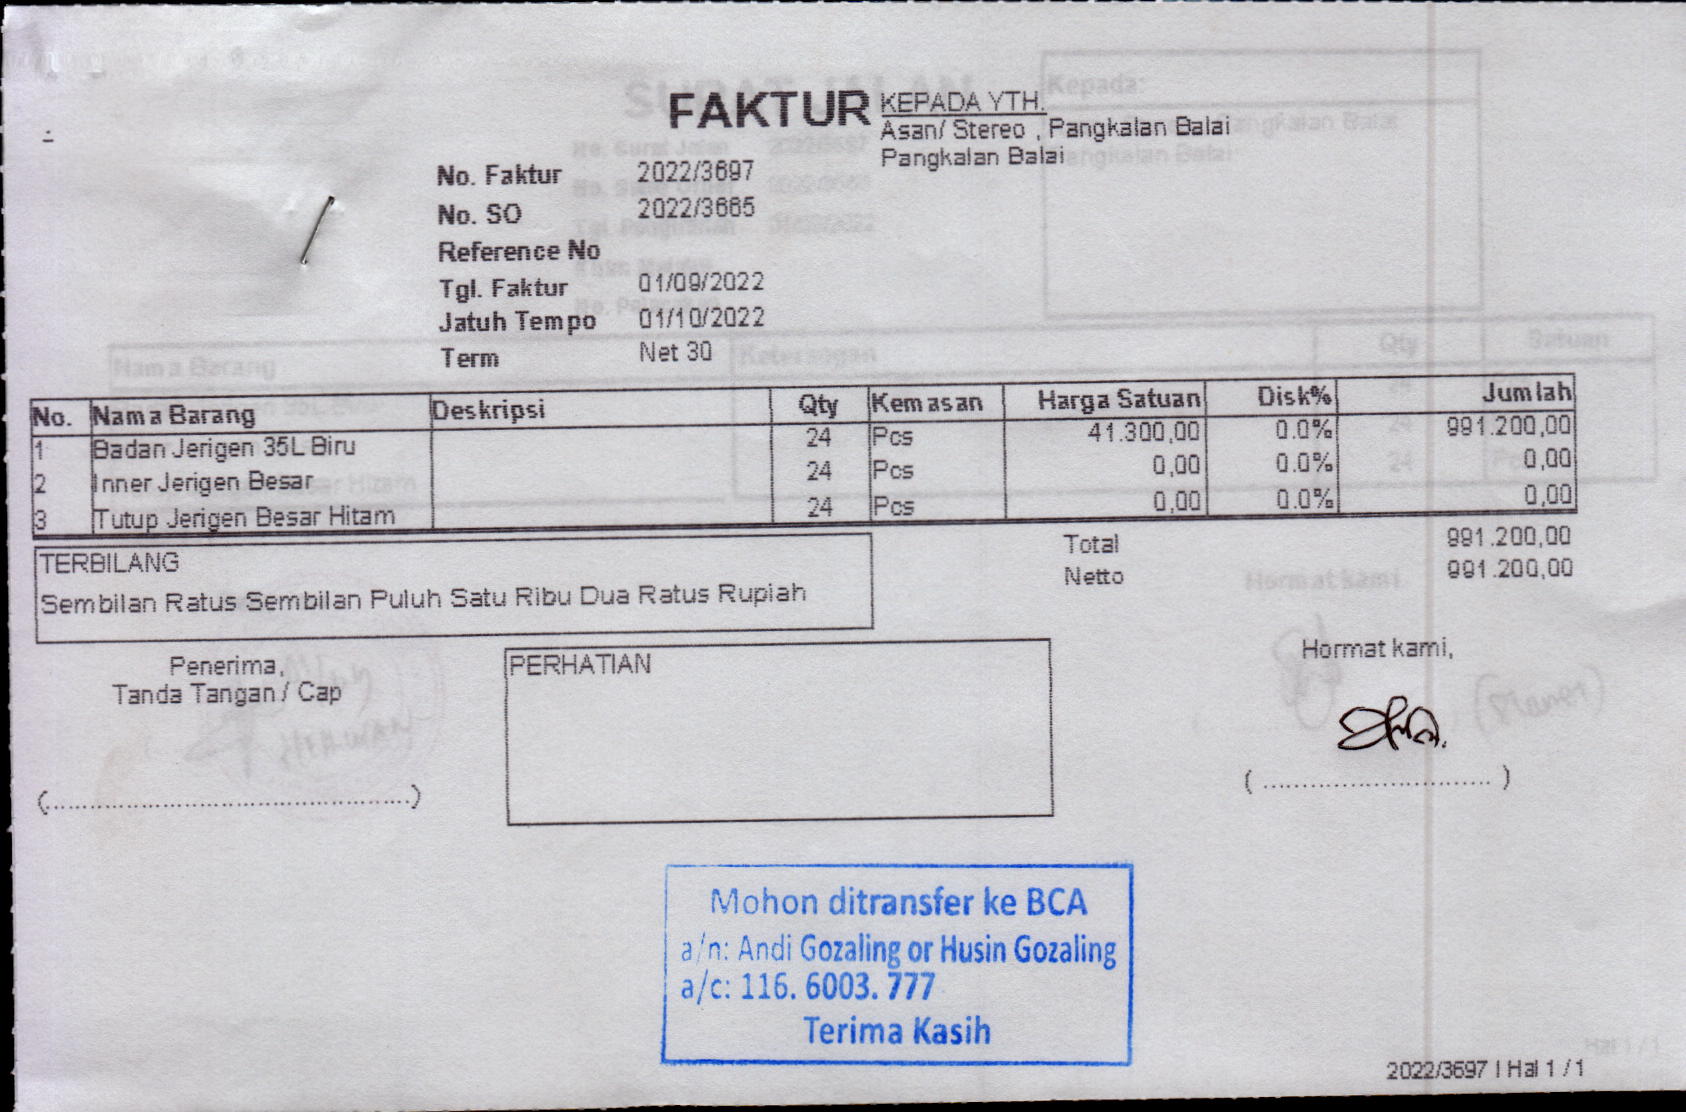 FAKTUR
KEPADA YTH.
Asan/ Stereo , Pangkalan Balai
Pangkalan Balai
No. Faktur 2022/3697
No. SO 2022/3665
Reference No
Tgl. Faktur 01/09/2022
Jatuh Tempo 01/10/2022
Term Net 30
No. Nama Barang Deskripsi Qty Kemasan Harga Satuan Disk% Jumlah
1 Badan Jerigen 35L Biru 24 Pcs 41.300,00 0.0% 991.200,00
2 Inner Jerigen Besar 24 Pcs 0,00 0.0% 0,00
3 Tutup Jerigen Besar Hitam 24 Pcs 0,00 0.0% 0,00
TERBILANG
Sembilan Ratus Sembilan Puluh Satu Ribu Dua Ratus Rupiah
Total 991.200,00
Netto 991.200,00
Penerima,
Tanda Tangan / Cap
(...............................................)
PERHATIAN
Hormat kami,
( .............................. )
Mohon ditransfer ke BCA
a/n: Andi Gozaling or Husin Gozaling
a/c: 116. 6003. 777
Terima Kasih
2022/3697 | Hal 1 / 1